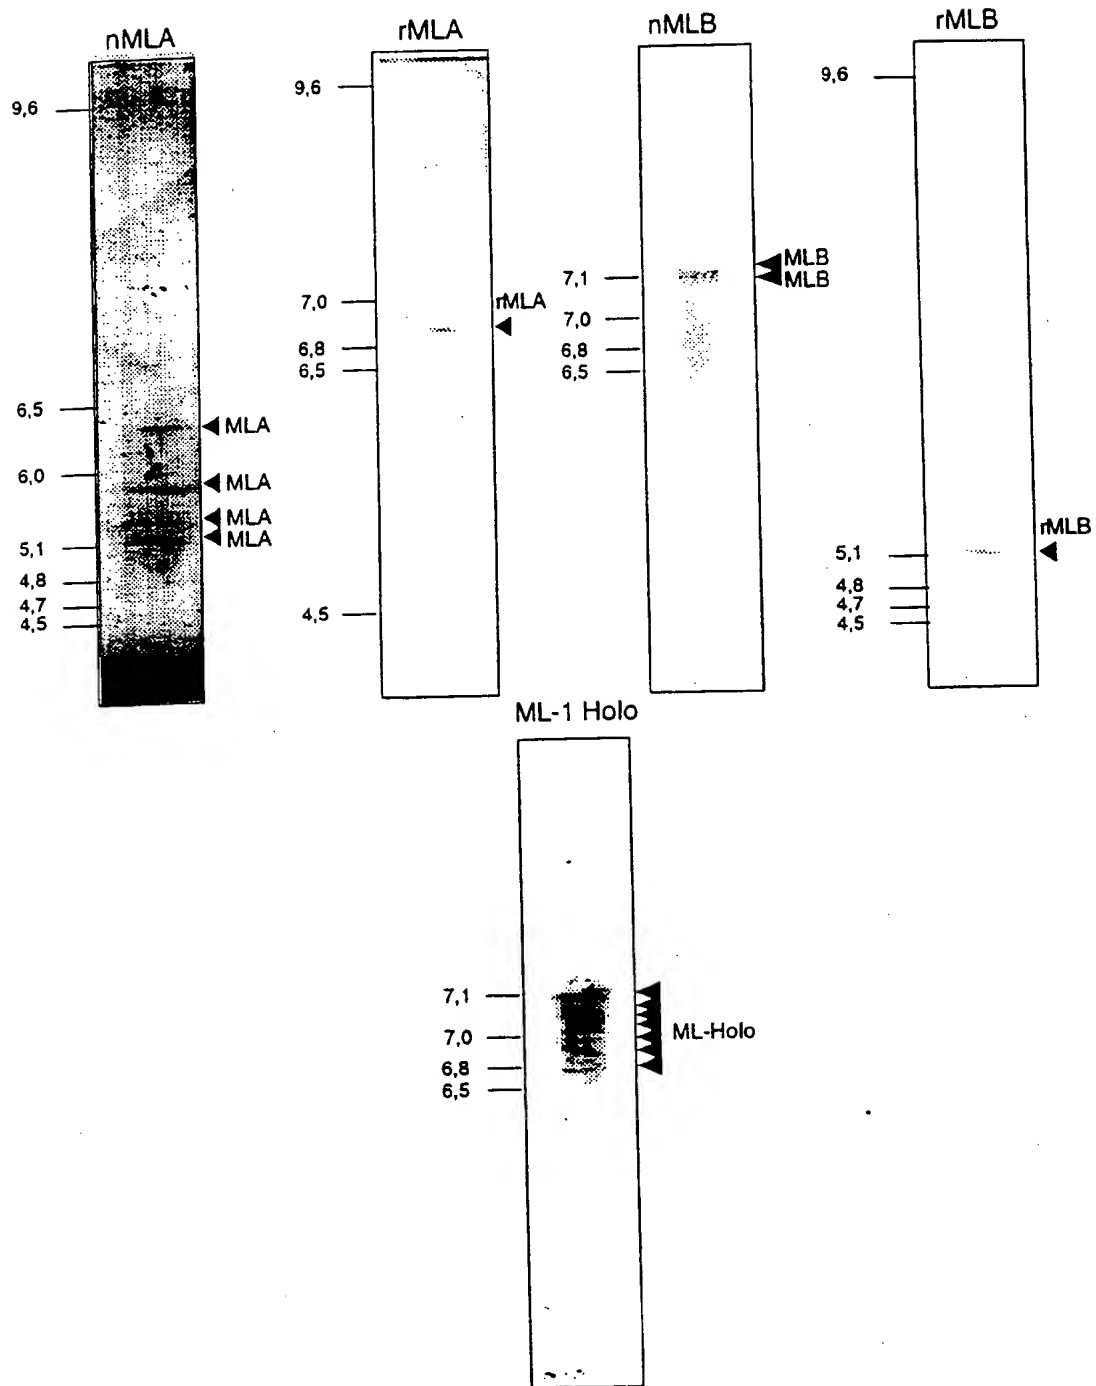 nMLA
9,6
6,5
6,0
5,1
4,8
4,7
4,5
MLA
MLA
MLA
MLA
rMLA
9,6
7,0
6,8
6,5
4,5
rMLA
nMLB
7,1
7,0
6,8
6,5
MLB
MLB
rMLB
9,6
5,1
4,8
4,7
4,5
rMLB
ML-1 Holo
7,1
7,0
6,8
6,5
ML-Holo